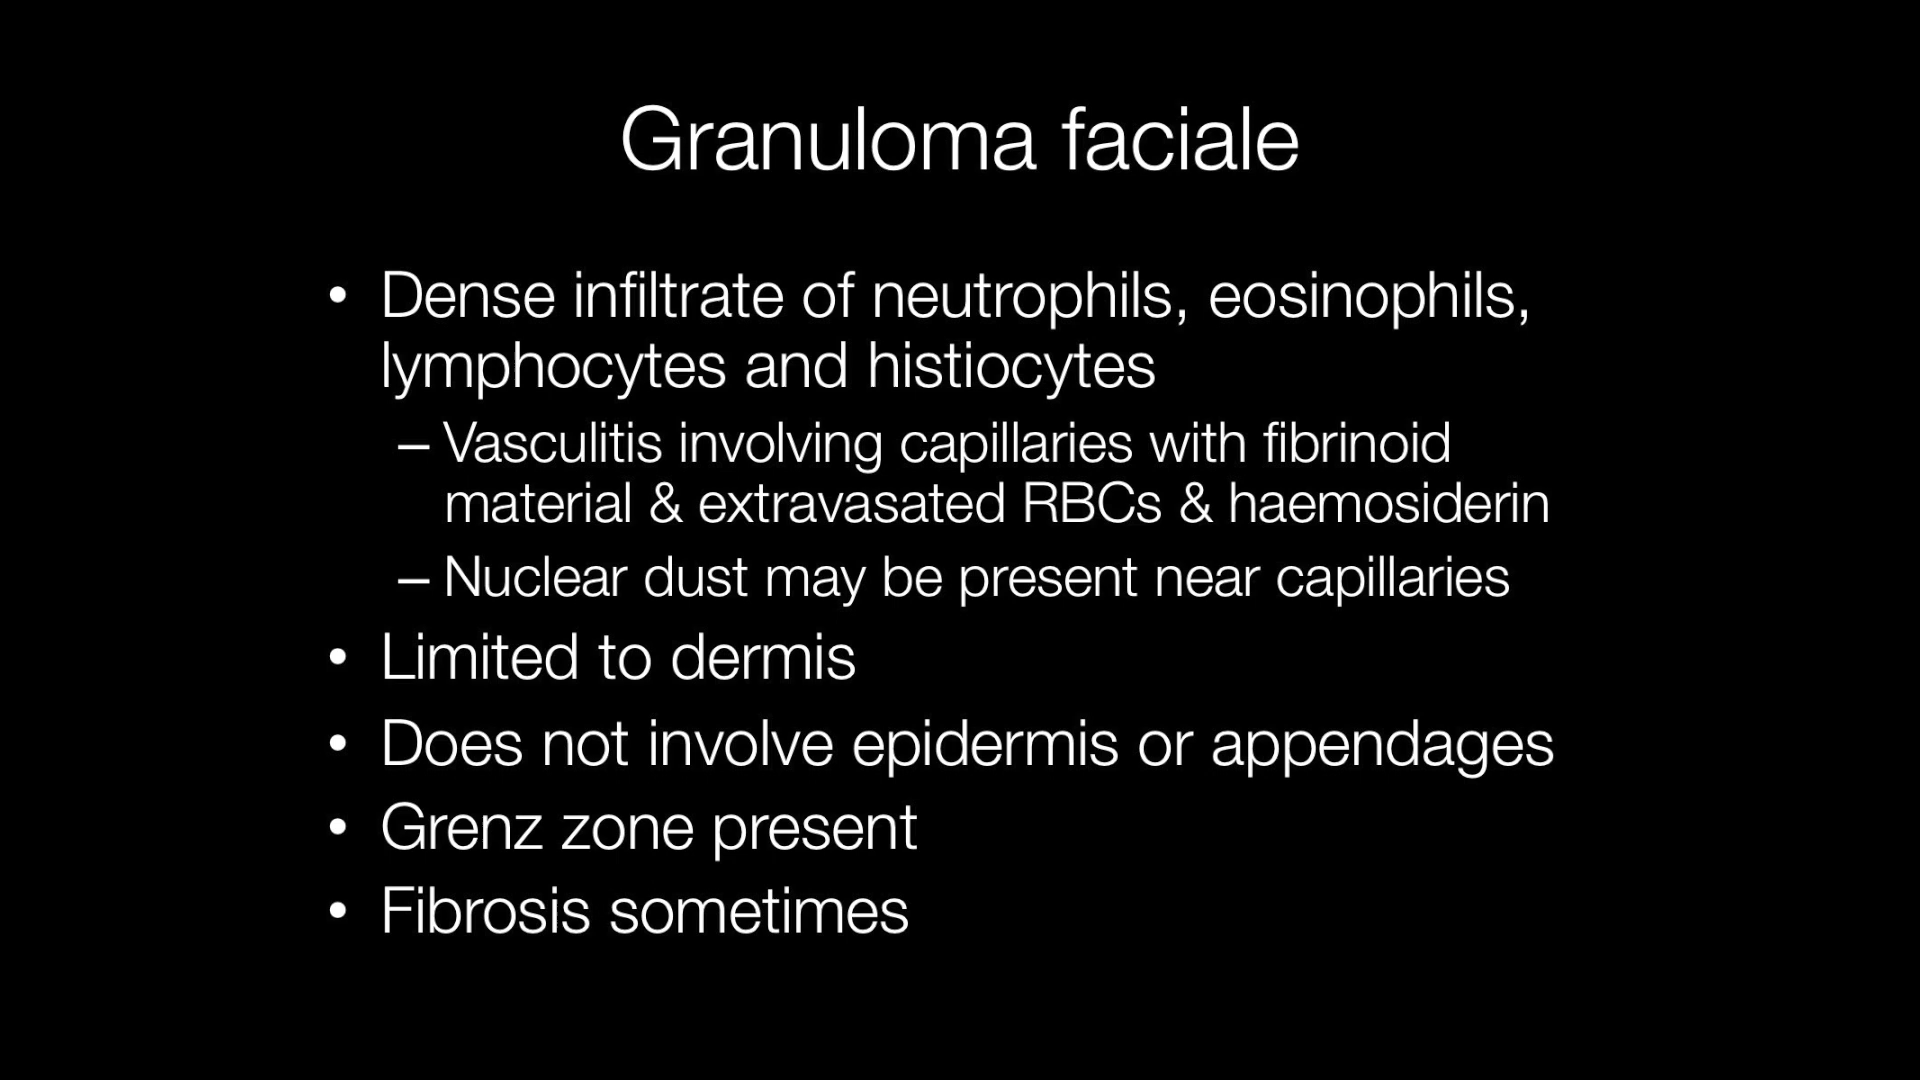 Granuloma faciale
• Dense infiltrate of neutrophils, eosinophils,
lymphocytes and histiocytes
– Vasculitis involving capillaries with fibrinoid
material & extravasated RBCs & haemosiderin
– Nuclear dust may be present near capillaries
• Limited to dermis
• Does not involve epidermis or appendages
• Grenz zone present
• Fibrosis sometimes